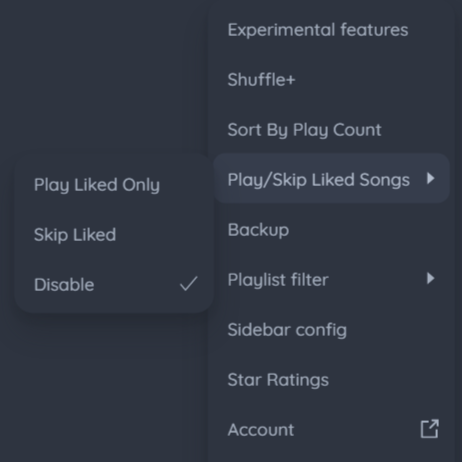 Experimental features
Shuffle+
Sort By Play Count
Play/Skip Liked Songs
Play Liked Only
Skip Liked
Disable
Backup
Playlist filter
Sidebar config
Star Ratings
Account